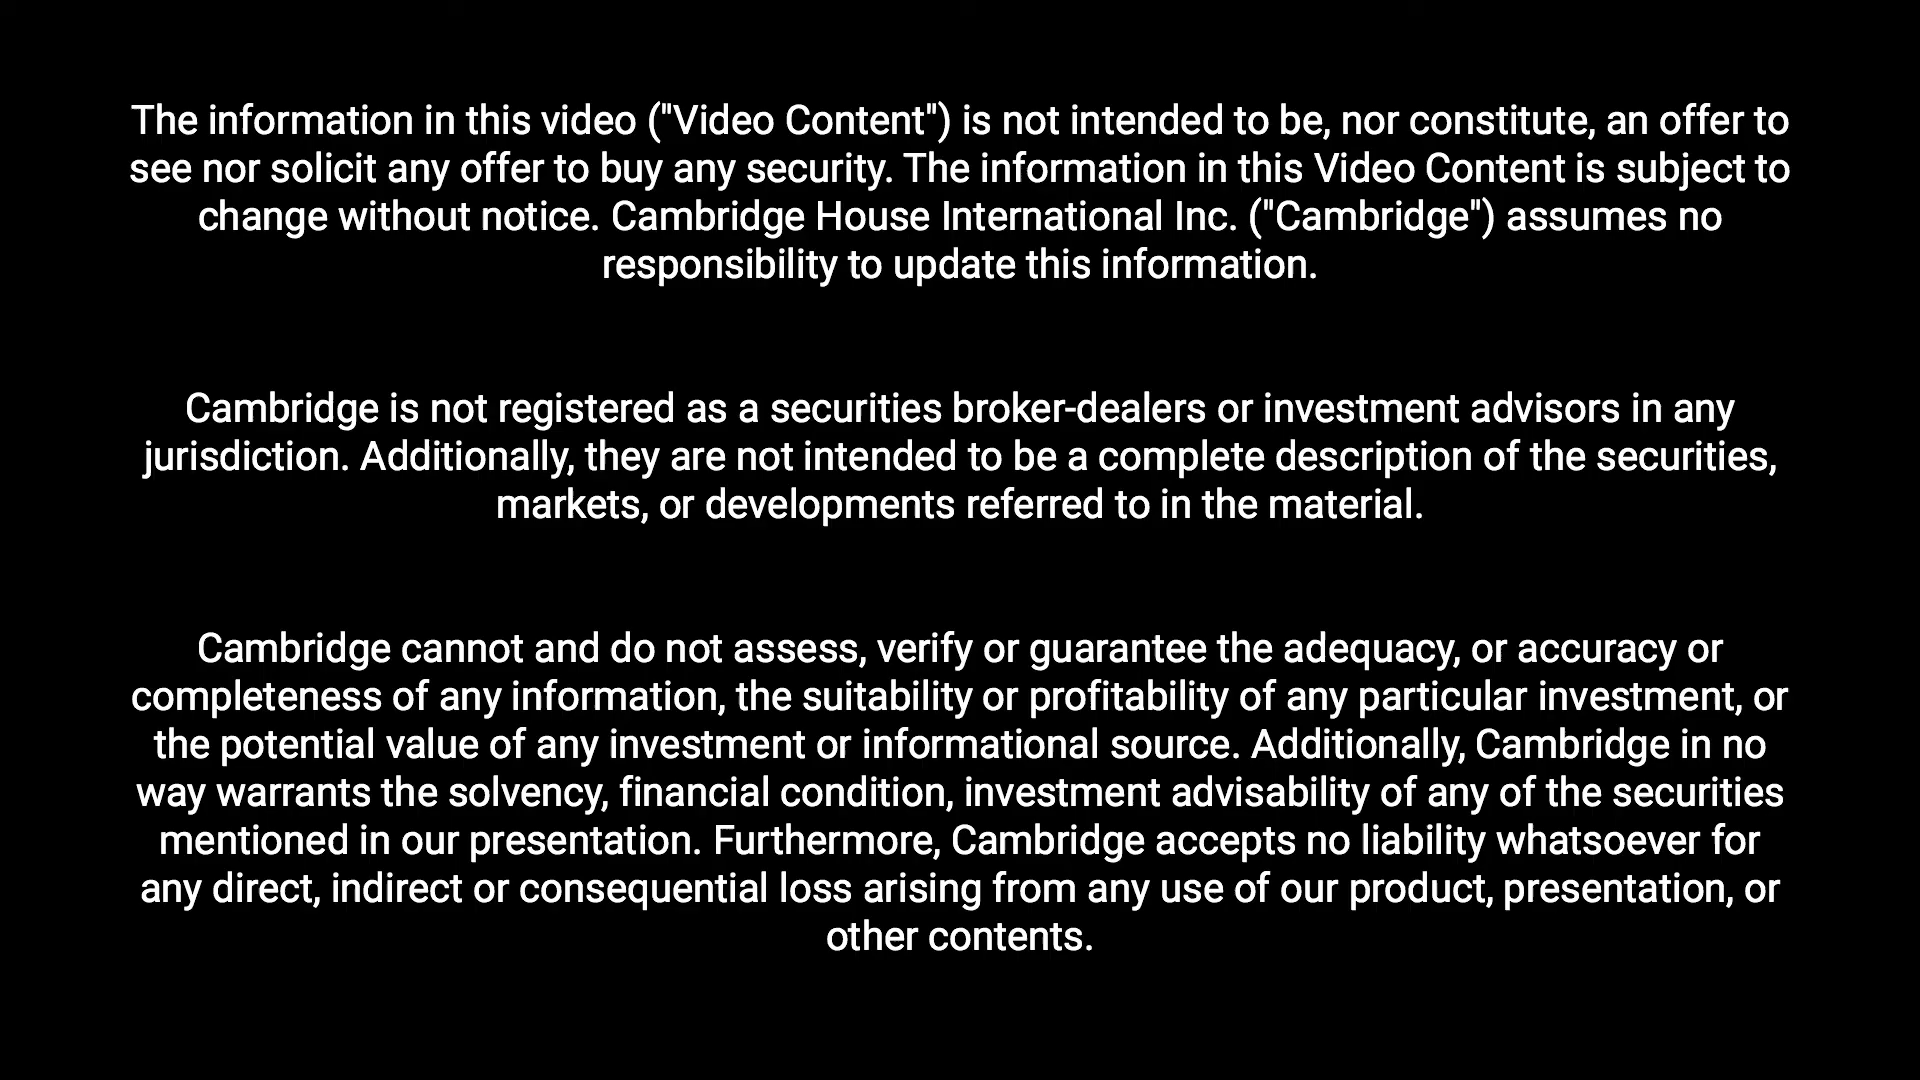 The information in this video ("Video Content") is not intended to be, nor constitute, an offer to
see nor solicit any offer to buy any security. The information in this Video Content is subject to
change without notice. Cambridge House International Inc. ("Cambridge") assumes no
responsibility to update this information.
Cambridge is not registered as a securities broker-dealers or investment advisors in any
jurisdiction. Additionally, they are not intended to be a complete description of the securities,
markets, or developments referred to in the material.
Cambridge cannot and do not assess, verify or guarantee the adequacy, or accuracy or
completeness of any information, the suitability or profitability of any particular investment, or
the potential value of any investment or informational source. Additionally, Cambridge in no
way warrants the solvency, financial condition, investment advisability of any of the securities
mentioned in our presentation. Furthermore, Cambridge accepts no liability whatsoever for
any direct, indirect or consequential loss arising from any use of our product, presentation, or
other contents.